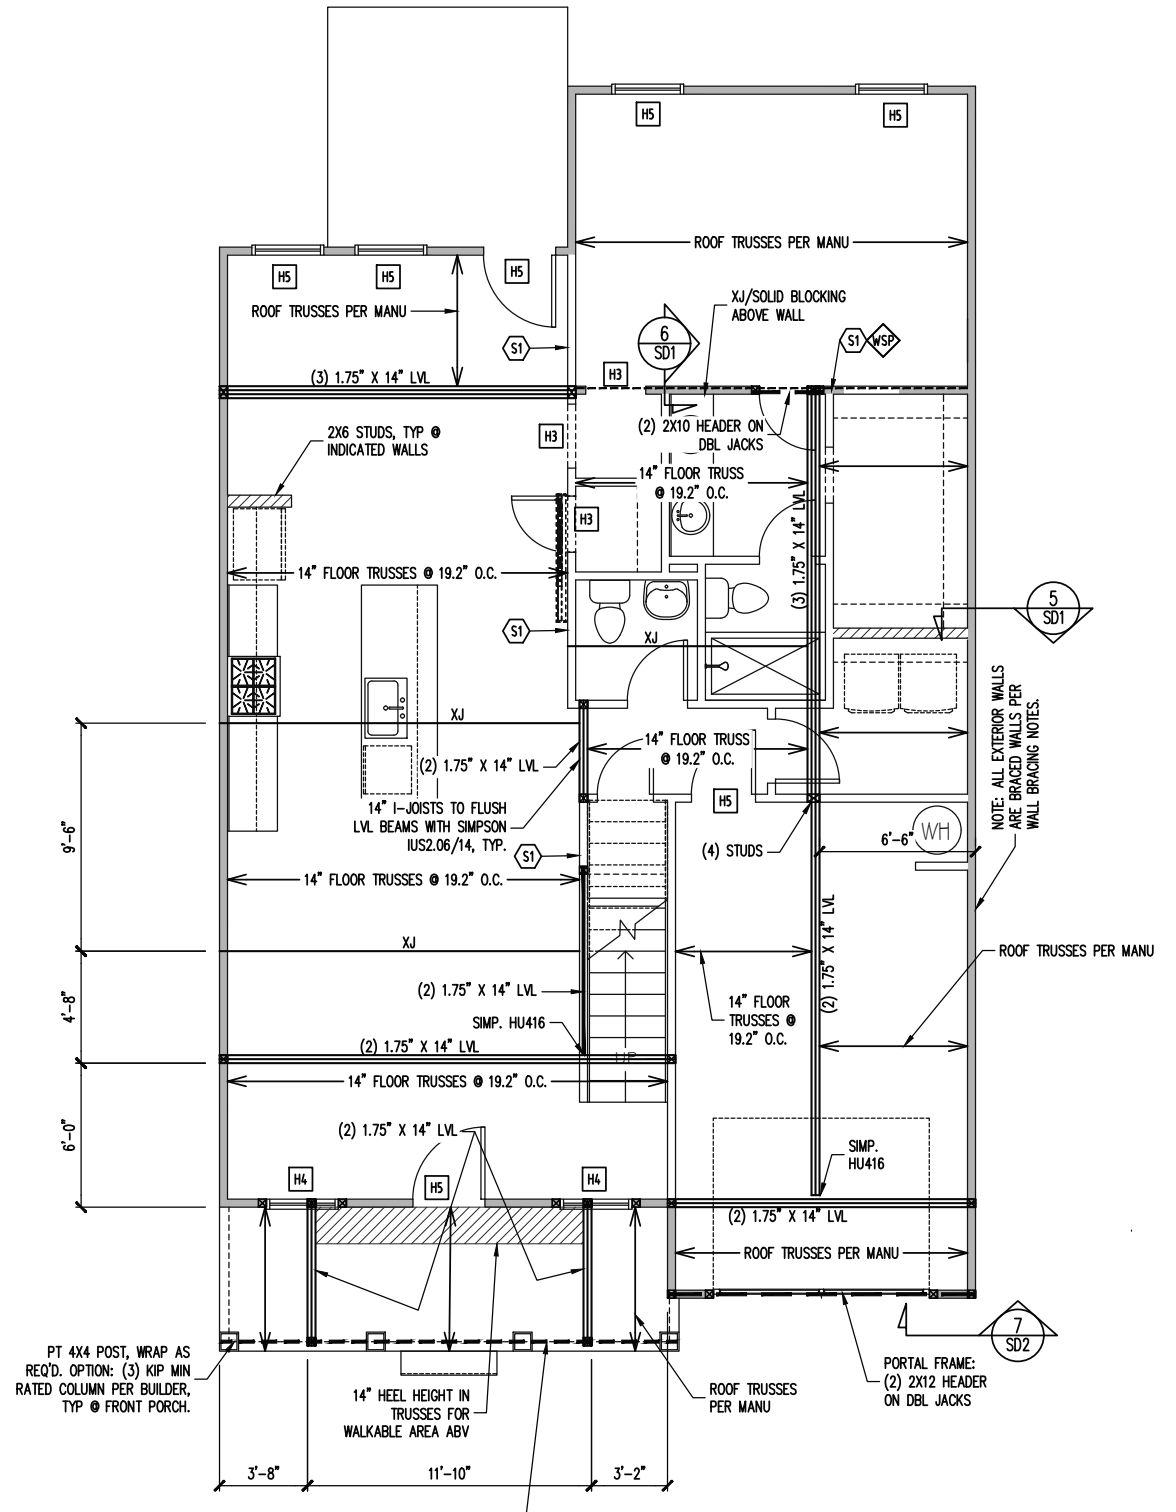 H5
H5
ROOF TRUSSES PER MANU
H5
H5
H5
ROOF TRUSSES PER MANU
XJ/SOLID BLOCKING
ABOVE WALL
6
SD1
S1
S1
WSP
H3
(3) 1.75" X 14" LVL
2X6 STUDS, TYP @
INDICATED WALLS
H3
(2) 2X10 HEADER ON
DBL JACKS
14" FLOOR TRUSS
@ 19.2" O.C.
H3
(3) 1.75" X 14" LVL
14" FLOOR TRUSSES @ 19.2" O.C.
5
SD1
S1
XJ
NOTE: ALL EXTERIOR WALLS
ARE BRACED WALLS PER
WALL BRACING NOTES.
XJ
14" FLOOR TRUSS
@ 19.2" O.C.
(2) 1.75" X 14" LVL
H5
14" I-JOISTS TO FLUSH
LVL BEAMS WITH SIMPSON
IUS2.06/14, TYP.
9'-6"
WH
6'-6"
(4) STUDS
S1
14" FLOOR TRUSSES @ 19.2" O.C.
XJ
(2) 1.75" X 14" LVL
ROOF TRUSSES PER MANU
4'-8"
(2) 1.75" X 14" LVL
14" FLOOR
TRUSSES @
19.2" O.C.
SIMP. HU416
(2) 1.75" X 14" LVL
UP
14" FLOOR TRUSSES @ 19.2" O.C.
6'-0"
(2) 1.75" X 14" LVL
SIMP.
HU416
H4
H5
H4
(2) 1.75" X 14" LVL
ROOF TRUSSES PER MANU
7
SD2
PT 4X4 POST, WRAP AS
REQ'D. OPTION: (3) KIP MIN
RATED COLUMN PER BUILDER,
TYP @ FRONT PORCH.
14" HEEL HEIGHT IN
TRUSSES FOR
WALKABLE AREA ABV
ROOF TRUSSES
PER MANU
PORTAL FRAME:
(2) 2X12 HEADER
ON DBL JACKS
3'-8"
11'-10"
3'-2"